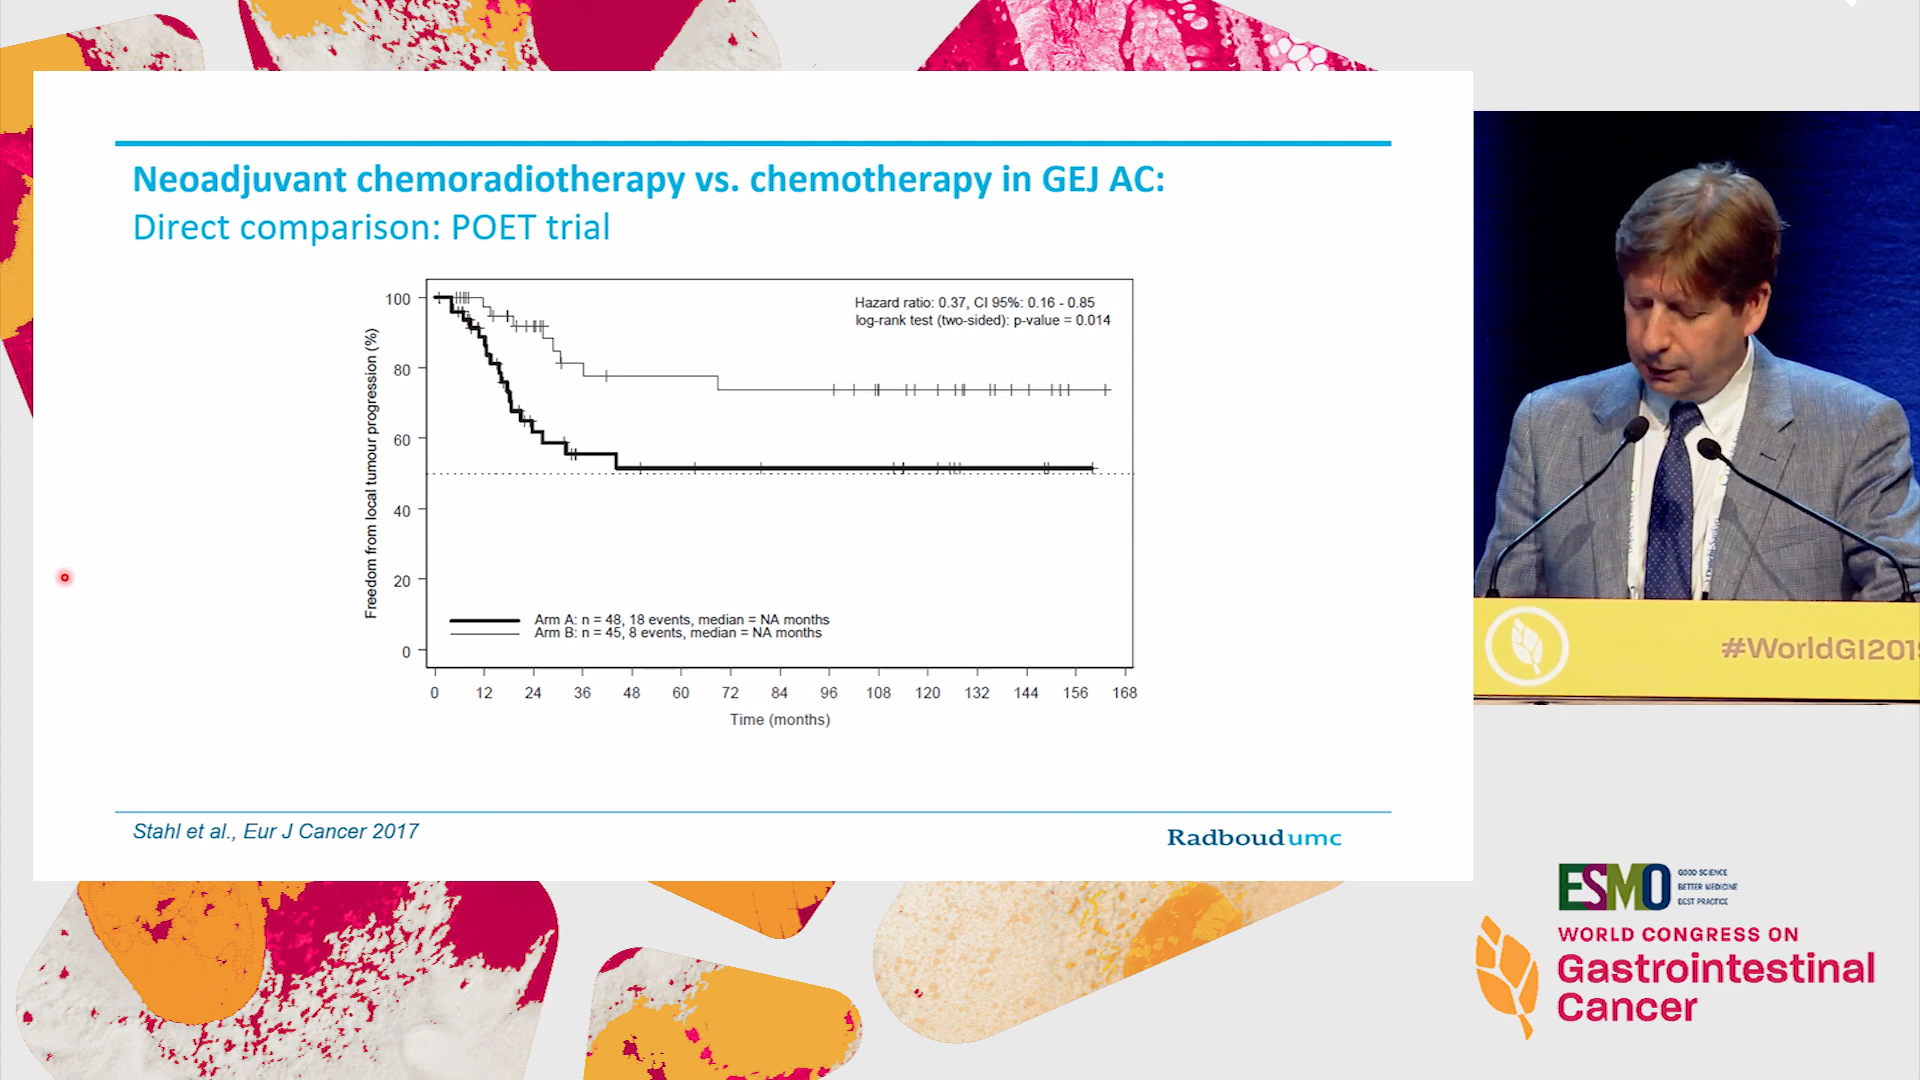 Neoadjuvant chemoradiotherapy vs. chemotherapy in GEJ AC:
Direct comparison: POET trial
Freedom from local tumour progression (%)
100
80
60
40
20
0
Hazard ratio: 0.37, CI 95%: 0.16 - 0.85
log-rank test (two-sided): p-value = 0.014
Arm A: n = 48, 18 events, median = NA months
Arm B: n = 45, 8 events, median = NA months
0 12 24 36 48 60 72 84 96 108 120 132 144 156 168
Time (months)
Stahl et al., Eur J Cancer 2017
Radboudumc
#WorldGI201
ESMO
GOOD SCIENCE
BETTER MEDICINE
BEST PRACTICE
WORLD CONGRESS ON
Gastrointestinal
Cancer